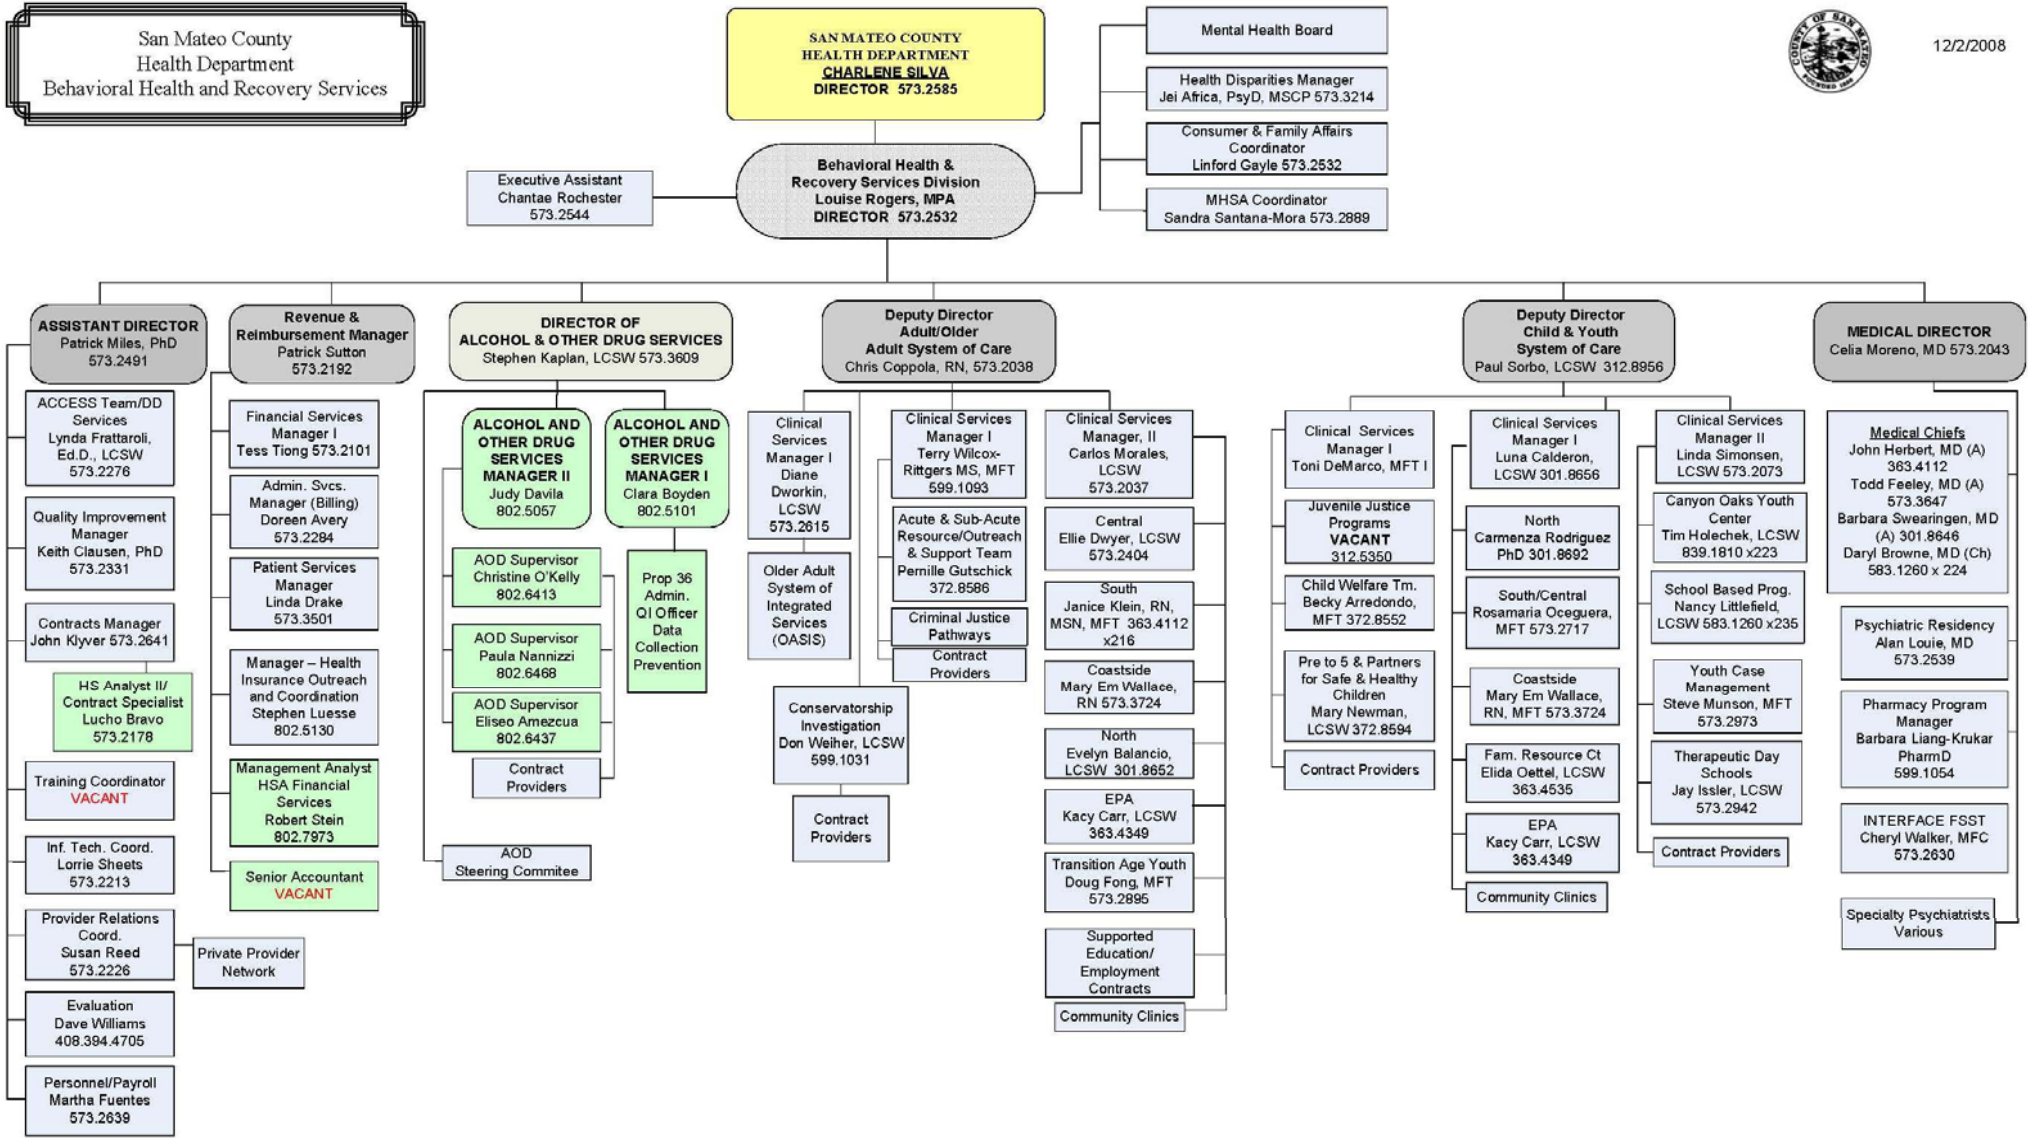 San Mateo County
Health Department
Behavioral Health and Recovery Services
SAN MATEO COUNTY
HEALTH DEPARTMENT
CHARLENE SILVA
DIRECTOR 573.2585
Mental Health Board
Health Disparities Manager
Jei Africa, PsyD, MSCP 573.3214
Consumer & Family Affairs
Coordinator
Linford Gayle 573.2532
MHSA Coordinator
Sandra Santana-Mora 573.2889
COUNTY OF SAN MATEO
12/2/2008
Executive Assistant
Chantae Rochester
573.2544
Behavioral Health &
Recovery Services Division
Louise Rogers, MPA
DIRECTOR 573.2532
ASSISTANT DIRECTOR
Patrick Miles, PhD
573.2491
ACCESS Team/DD
Services
Lynda Frattaroli,
Ed.D., LCSW
573.2276
Quality Improvement
Manager
Keith Clausen, PhD
573.2331
Contracts Manager
John Klyver 573.2641
HS Analyst II/
Contract Specialist
Lucho Bravo
573.2178
Training Coordinator
VACANT
Inf. Tech. Coord.
Lorrie Sheets
573.2213
Provider Relations
Coord.
Susan Reed
573.2226
Private Provider
Network
Evaluation
Dave Williams
408.394.4705
Personnel/Payroll
Martha Fuentes
573.2639
Revenue &
Reimbursement Manager
Patrick Sutton
573.2192
Financial Services
Manager I
Tess Tiong 573.2101
Admin. Svcs.
Manager (Billing)
Doreen Avery
573.2284
Patient Services
Manager
Linda Drake
573.3501
Manager – Health
Insurance Outreach
and Coordination
Stephen Luesse
802.5130
Management Analyst
HSA Financial
Services
Robert Stein
802.7973
Senior Accountant
VACANT
DIRECTOR OF
ALCOHOL & OTHER DRUG SERVICES
Stephen Kaplan, LCSW 573.3609
ALCOHOL AND
OTHER DRUG
SERVICES
MANAGER II
Judy Davila
802.5057
AOD Supervisor
Christine O'Kelly
802.6413
AOD Supervisor
Paula Nannizzi
802.6468
AOD Supervisor
Eliseo Amezcua
802.6437
Contract
Providers
AOD
Steering Commitee
ALCOHOL AND
OTHER DRUG
SERVICES
MANAGER I
Clara Boyden
802.5101
Prop 36
Admin.
QI Officer
Data
Collection
Prevention
Deputy Director
Adult/Older
Adult System of Care
Chris Coppola, RN, 573.2038
Clinical
Services
Manager I
Diane
Dworkin,
LCSW
573.2615
Older Adult
System of
Integrated
Services
(OASIS)
Conservatorship
Investigation
Don Weiher, LCSW
599.1031
Contract
Providers
Clinical Services
Manager I
Terry Wilcox-
Rittgers MS, MFT
599.1093
Acute & Sub-Acute
Resource/Outreach
& Support Team
Pernille Gutschick
372.8586
Criminal Justice
Pathways
Contract
Providers
Clinical Services
Manager, II
Carlos Morales,
LCSW
573.2037
Central
Ellie Dwyer, LCSW
573.2404
South
Janice Klein, RN,
MSN, MFT 363.4112
x216
Coastside
Mary Em Wallace,
RN 573.3724
North
Evelyn Balancio,
LCSW 301.8652
EPA
Kacy Carr, LCSW
363.4349
Transition Age Youth
Doug Fong, MFT
573.2895
Supported
Education/
Employment
Contracts
Community Clinics
Deputy Director
Child & Youth
System of Care
Paul Sorbo, LCSW 312.8956
Clinical Services
Manager I
Toni DeMarco, MFT I
Juvenile Justice
Programs
VACANT
312.5350
Child Welfare Tm.
Becky Arredondo,
MFT 372.8552
Pre to 5 & Partners
for Safe & Healthy
Children
Mary Newman,
LCSW 372.8594
Contract Providers
Clinical Services
Manager I
Luna Calderon,
LCSW 301.8656
North
Carmenza Rodriguez
PhD 301.8692
South/Central
Rosamaria Oceguera,
MFT 573.2717
Coastside
Mary Em Wallace,
RN, MFT 573.3724
Fam. Resource Ct
Elida Oettel, LCSW
363.4535
EPA
Kacy Carr, LCSW
363.4349
Community Clinics
Clinical Services
Manager II
Linda Simonsen,
LCSW 573.2073
Canyon Oaks Youth
Center
Tim Holechek, LCSW
839.1810 x223
School Based Prog.
Nancy Littlefield,
LCSW 583.1260 x235
Youth Case
Management
Steve Munson, MFT
573.2973
Therapeutic Day
Schools
Jay Issler, LCSW
573.2942
Contract Providers
MEDICAL DIRECTOR
Celia Moreno, MD 573.2043
Medical Chiefs
John Herbert, MD (A)
363.4112
Todd Feeley, MD (A)
573.3647
Barbara Swearingen, MD
(A) 301.8646
Daryl Browne, MD (Ch)
583.1260 x 224
Psychiatric Residency
Alan Louie, MD
573.2539
Pharmacy Program
Manager
Barbara Liang-Krukar
PharmD
599.1054
INTERFACE FSST
Cheryl Walker, MFC
573.2630
Specialty Psychiatrists
Various